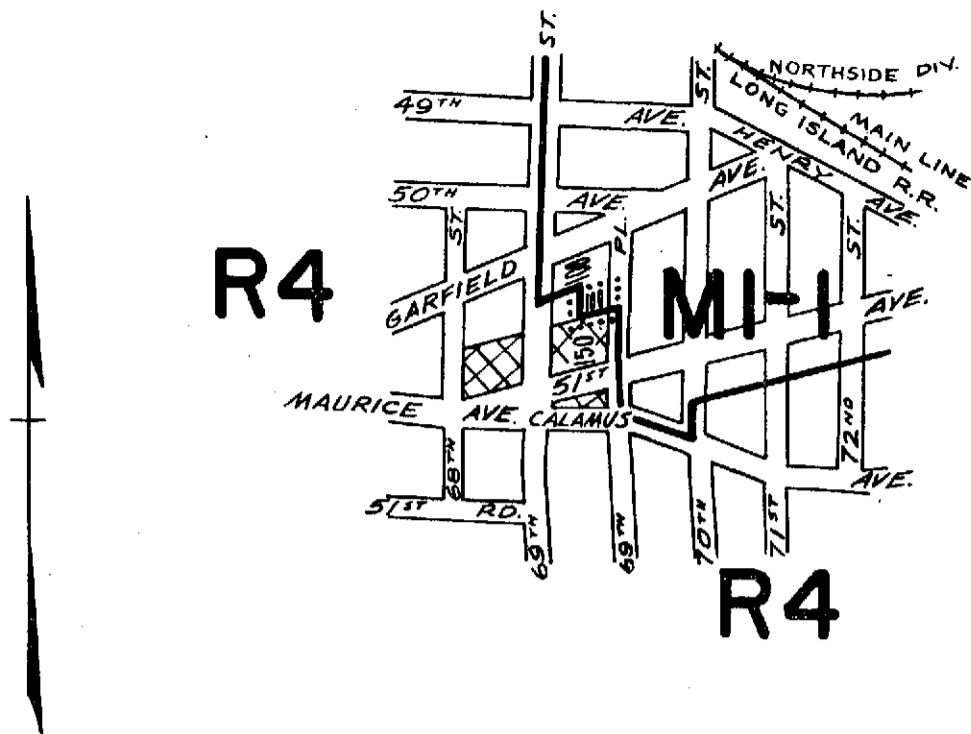 ST.
NORTHSIDE DIV.
MAIN LINE
LONG ISLAND R.R.
49TH AVE.
ST.
HENRY AVE.
50TH AVE.
AVE.
ST.
PL.
ST.
ST.
R4
GARFIELD
100
M1-1
AVE.
150
51ST
MAURICE AVE.
CALAMUS AVE.
72ND
68TH
51ST RD.
69TH
69TH
70TH
71ST
R4